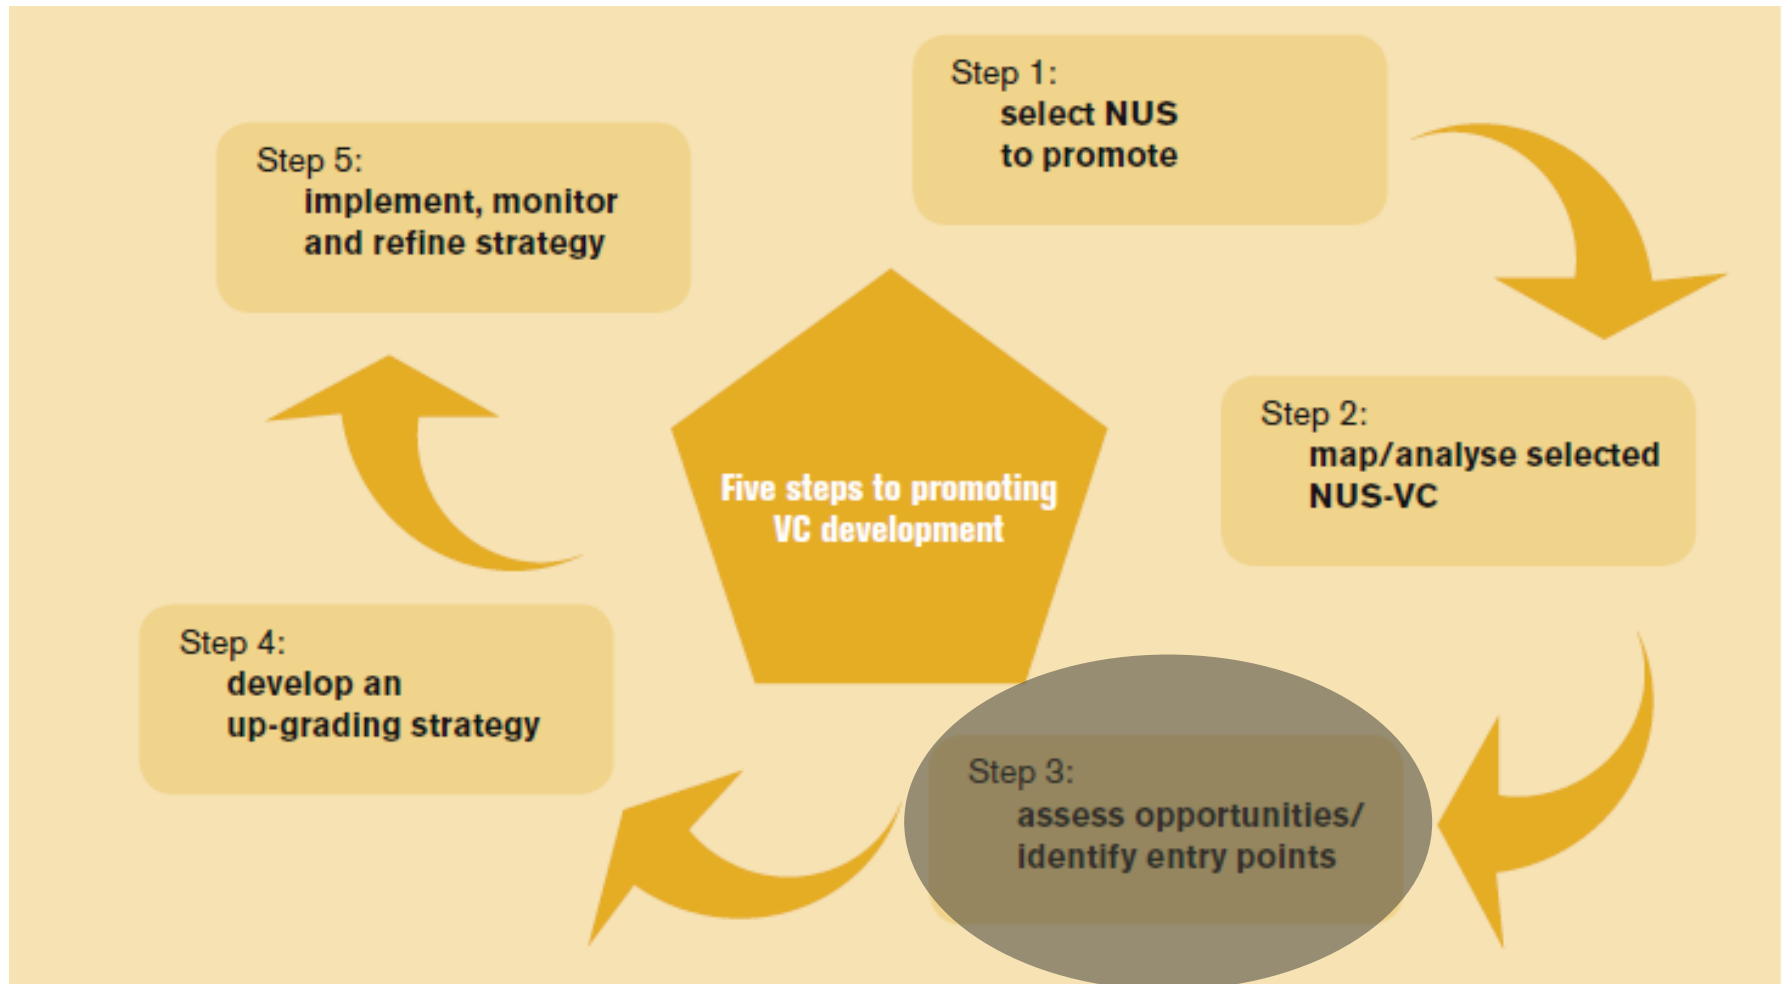 Step 1:
select NUS
to promote
Step 2:
map/analyse selected
NUS-VC
Step 3:
assess opportunities/
identify entry points
Step 4:
develop an
up-grading strategy
Step 5:
implement, monitor
and refine strategy
Five steps to promoting
VC development